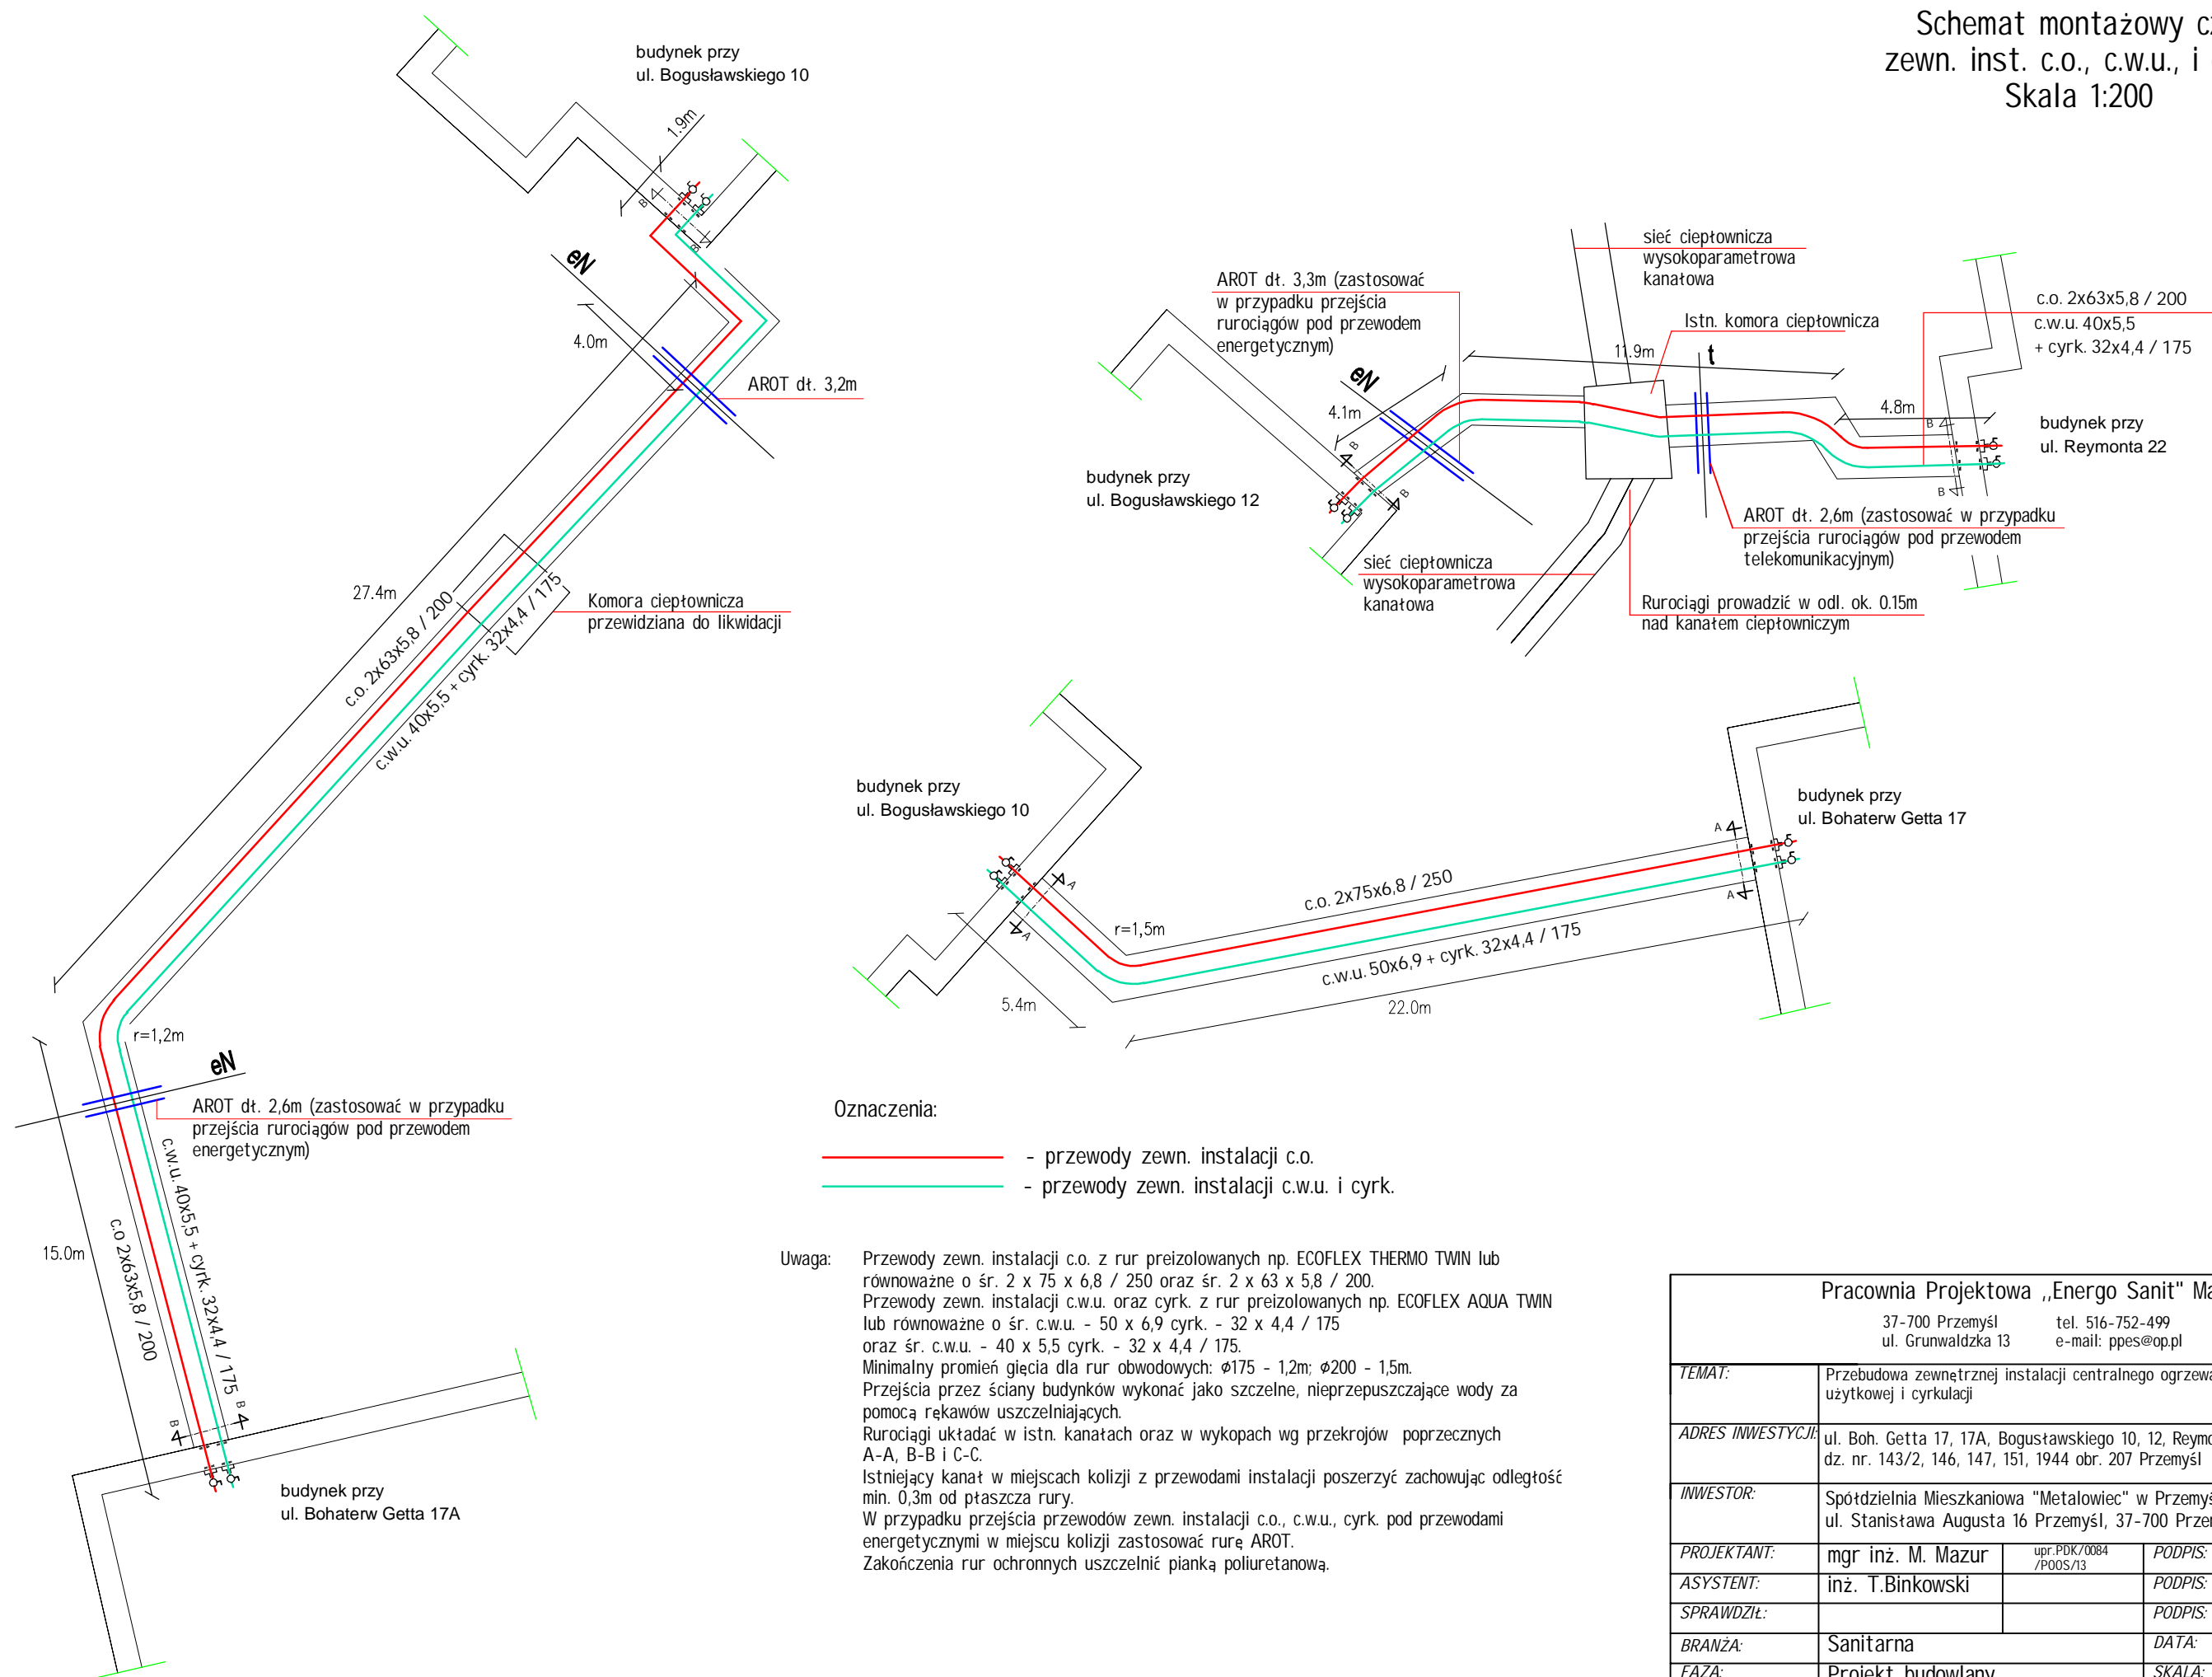 Schemat montażowy
zewn. inst. c.o., c.w.u., i
Skala 1:200
budynek przy
ul. Bogusławskiego 10
1.9m
B
B
eN
4.0m
AROT dł. 3,2m
27.4m
c.o. 2x63x5,8 / 200
c.w.u. 40x5,5 + cyrk. 32x4,4 / 175
Komora ciepłownicza
przewidziana do likwidacji
r=1,2m
eN
AROT dł. 2,6m (zastosować w przypadku
przejścia rurociągów pod przewodem
energetycznym)
15.0m
c.w.u. 40x5,5 + cyrk. 32x4,4 / 175
c.o 2x63x5,8 / 200
B
B
budynek przy
ul. Bohaterw Getta 17A
AROT dł. 3,3m (zastosować
w przypadku przejścia
rurociągów pod przewodem
energetycznym)
sieć ciepłownicza
wysokoparametrowa
kanałowa
Istn. komora ciepłownicza
11.9m
t
eN
4.1m
B
B
budynek przy
ul. Bogusławskiego 12
c.o. 2x63x5,8 / 200
c.w.u. 40x5,5
+ cyrk. 32x4,4 / 175
4.8m
B
B
budynek przy
ul. Reymonta 22
AROT dł. 2,6m (zastosować w przypadku
przejścia rurociągów pod przewodem
telekomunikacyjnym)
sieć ciepłownicza
wysokoparametrowa
kanałowa
Rurociągi prowadzić w odl. ok. 0.15m
nad kanałem ciepłowniczym
budynek przy
ul. Bogusławskiego 10
A
A
r=1,5m
5.4m
c.o. 2x75x6,8 / 250
c.w.u. 50x6,9 + cyrk. 32x4,4 / 175
22.0m
A
A
budynek przy
ul. Bohaterw Getta 17
Oznaczenia:
- przewody zewn. instalacji c.o.
- przewody zewn. instalacji c.w.u. i cyrk.
Uwaga: Przewody zewn. instalacji c.o. z rur preizolowanych np. ECOFLEX THERMO TWIN lub
równoważne o śr. 2 x 75 x 6,8 / 250 oraz śr. 2 x 63 x 5,8 / 200.
Przewody zewn. instalacji c.w.u. oraz cyrk. z rur preizolowanych np. ECOFLEX AQUA TWIN
lub równoważne o śr. c.w.u. - 50 x 6,9 cyrk. - 32 x 4,4 / 175
oraz śr. c.w.u. - 40 x 5,5 cyrk. - 32 x 4,4 / 175.
Minimalny promień gięcia dla rur obwodowych: ⌀175 - 1,2m; ⌀200 - 1,5m.
Przejścia przez ściany budynków wykonać jako szczelne, nieprzepuszczające wody za
pomocą rękawów uszczelniających.
Rurociągi układać w istn. kanałach oraz w wykopach wg przekrojów poprzecznych
A-A, B-B i C-C.
Istniejący kanał w miejscach kolizji z przewodami instalacji poszerzyć zachowując odległość
min. 0,3m od płaszcza rury.
W przypadku przejścia przewodów zewn. instalacji c.o., c.w.u., cyrk. pod przewodami
energetycznymi w miejscu kolizji zastosować rurę AROT.
Zakończenia rur ochronnych uszczelnić pianką poliuretanową.
Pracownia Projektowa ,,Energo Sanit" Ma
37-700 Przemyśl tel. 516-752-499
ul. Grunwaldzka 13 e-mail: ppes@op.pl
TEMAT: Przebudowa zewnętrznej instalacji centralnego ogrzewa
użytkowej i cyrkulacji
ADRES INWESTYCJI: ul. Boh. Getta 17, 17A, Bogusławskiego 10, 12, Reymo
dz. nr. 143/2, 146, 147, 151, 1944 obr. 207 Przemyśl
INWESTOR: Spółdzielnia Mieszkaniowa "Metalowiec" w Przemyś
ul. Stanisława Augusta 16 Przemyśl, 37-700 Przem
PROJEKTANT: mgr inż. M. Mazur upr.PDK/0084 PODPIS:
/POOS/13
ASYSTENT: inż. T.Binkowski PODPIS:
SPRAWDZIŁ: PODPIS:
BRANŻA: Sanitarna DATA:
FAZA: Projekt budowlany SKALA: